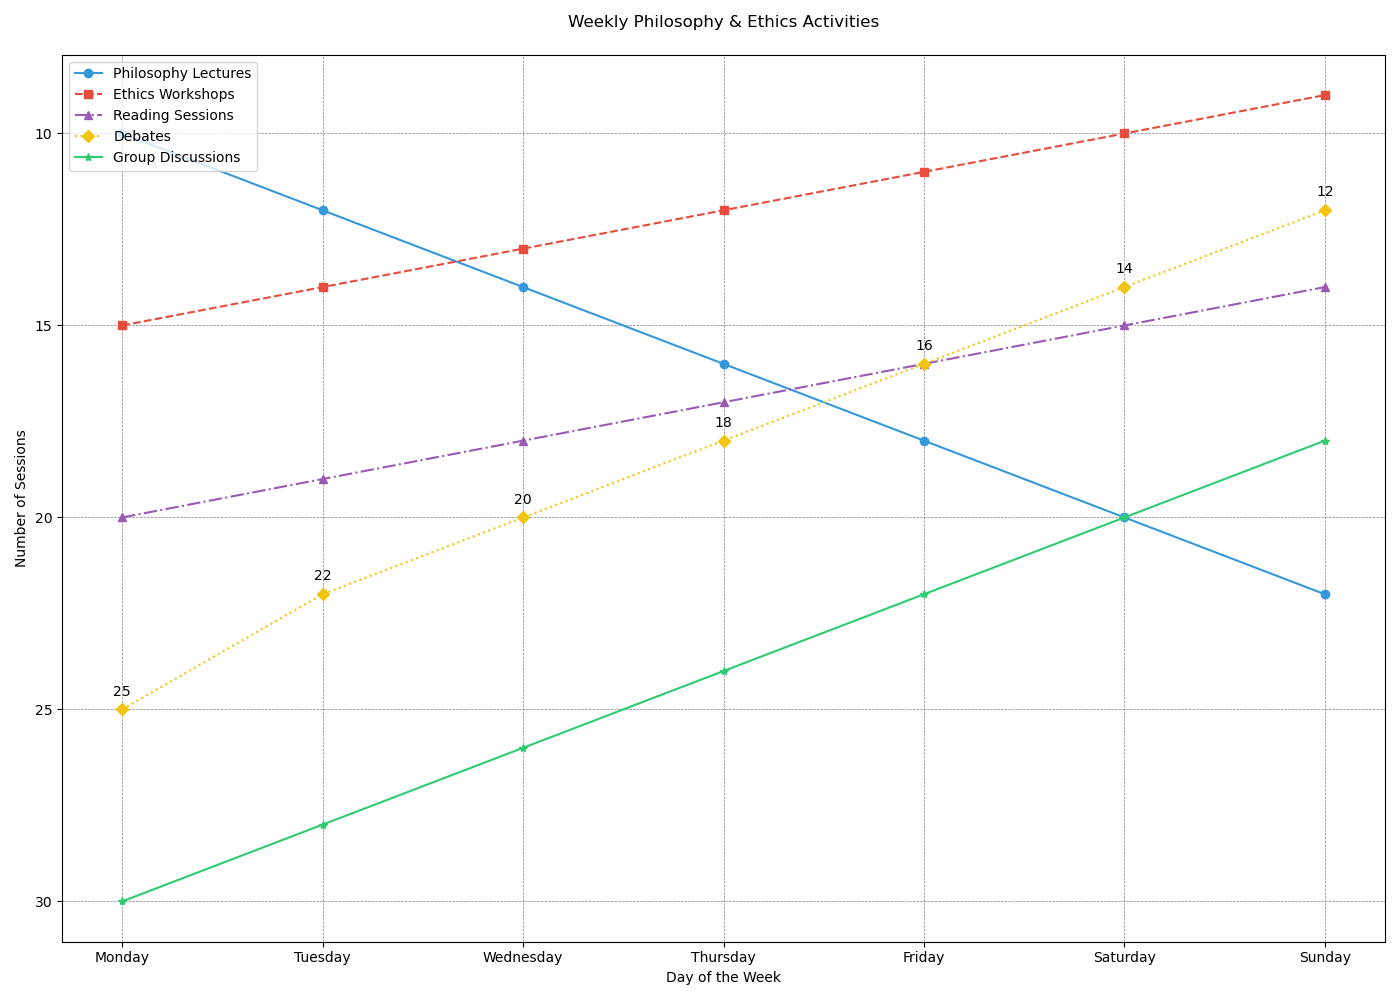 Weekly Philosophy & Ethics Activities
Philosophy Lectures
Ethics Workshops
Reading Sessions
Debates
Group Discussions
10
15
20
25
30
Number of Sessions
25
22
20
18
16
14
12
Monday
Tuesday
Wednesday
Thursday
Friday
Saturday
Sunday
Day of the Week